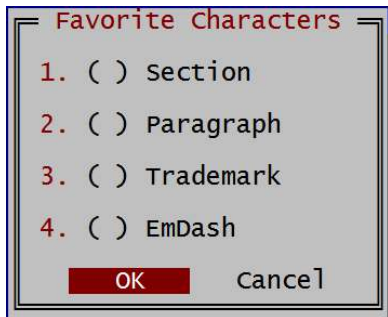 Favorite Characters
1. ( ) Section
2. ( ) Paragraph
3. ( ) Trademark
4. ( ) EmDash
OK Cancel